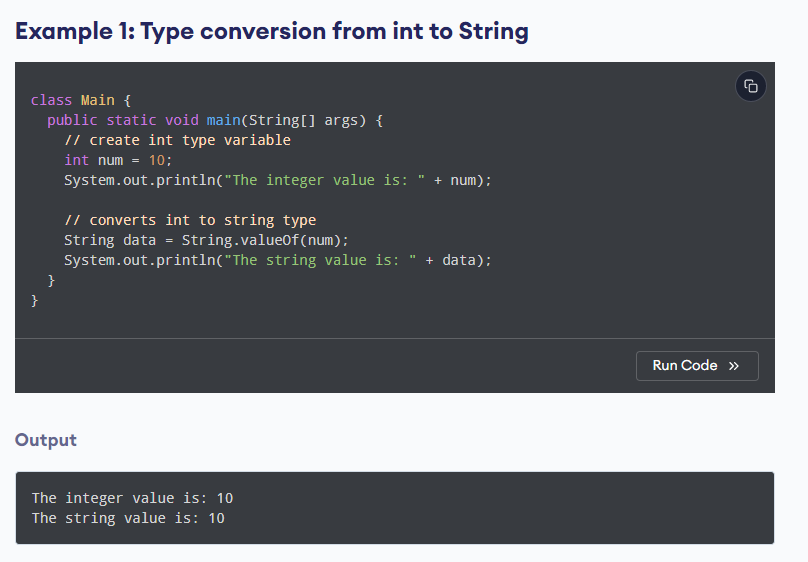 Example 1: Type conversion from int to String
class Main {
  public static void main(String[] args) {
    // create int type variable
    int num = 10;
    System.out.println("The integer value is: " + num);

    // converts int to string type
    String data = String.valueOf(num);
    System.out.println("The string value is: " + data);
  }
}
Run Code »
Output
The integer value is: 10
The string value is: 10